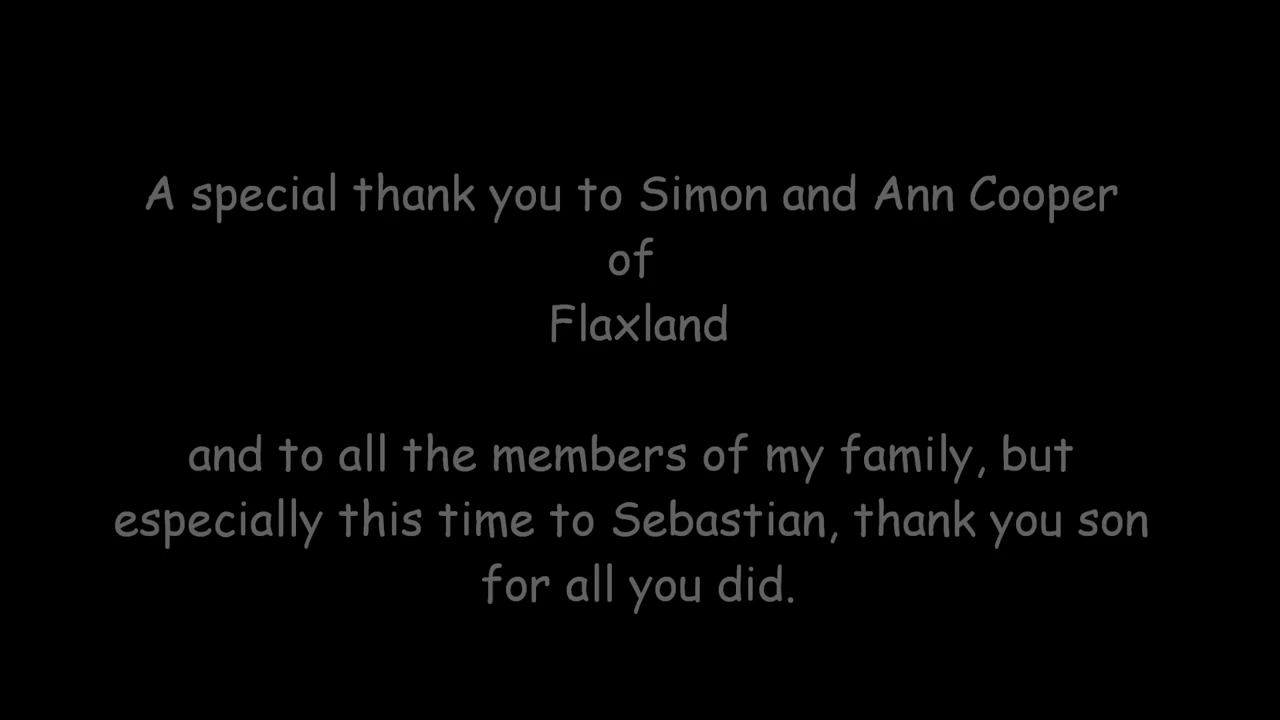 A special thank you to Simon and Ann Cooper
of
Flaxland
and to all the members of my family, but
especially this time to Sebastian, thank you son
for all you did.